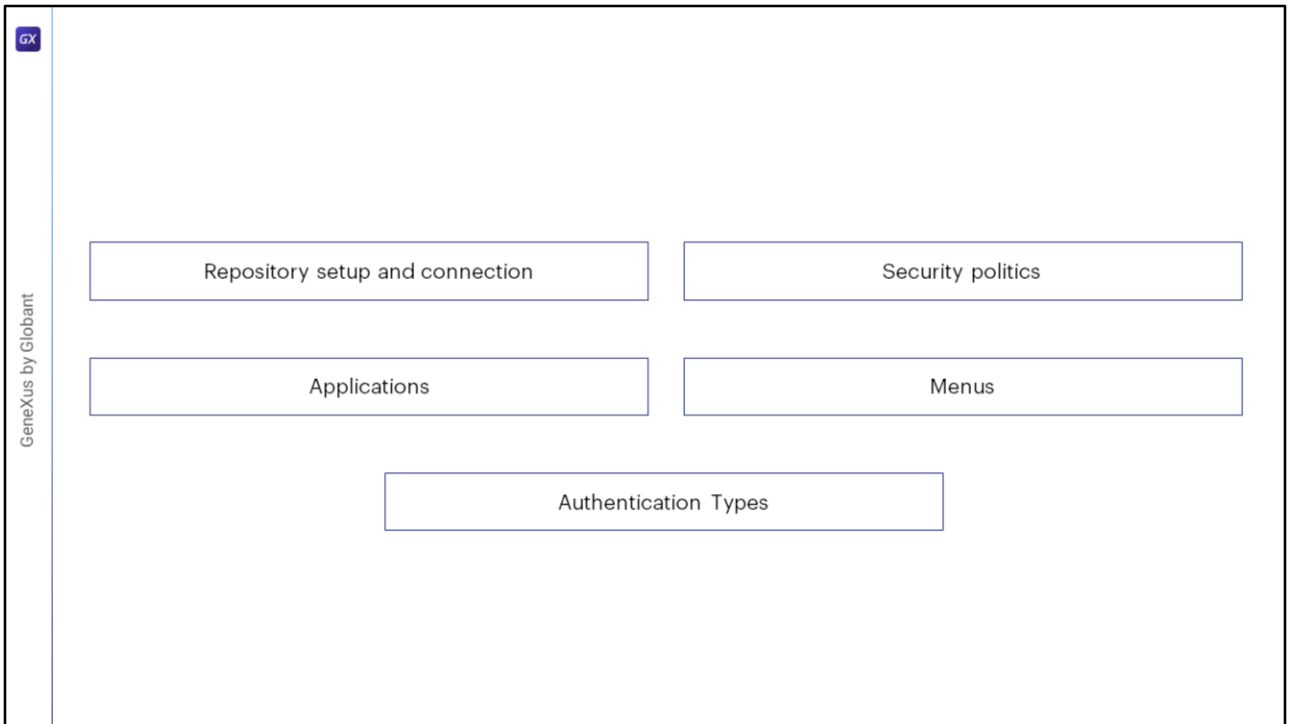 GX
GeneXus by Globant
Repository setup and connection
Security politics
Applications
Menus
Authentication Types